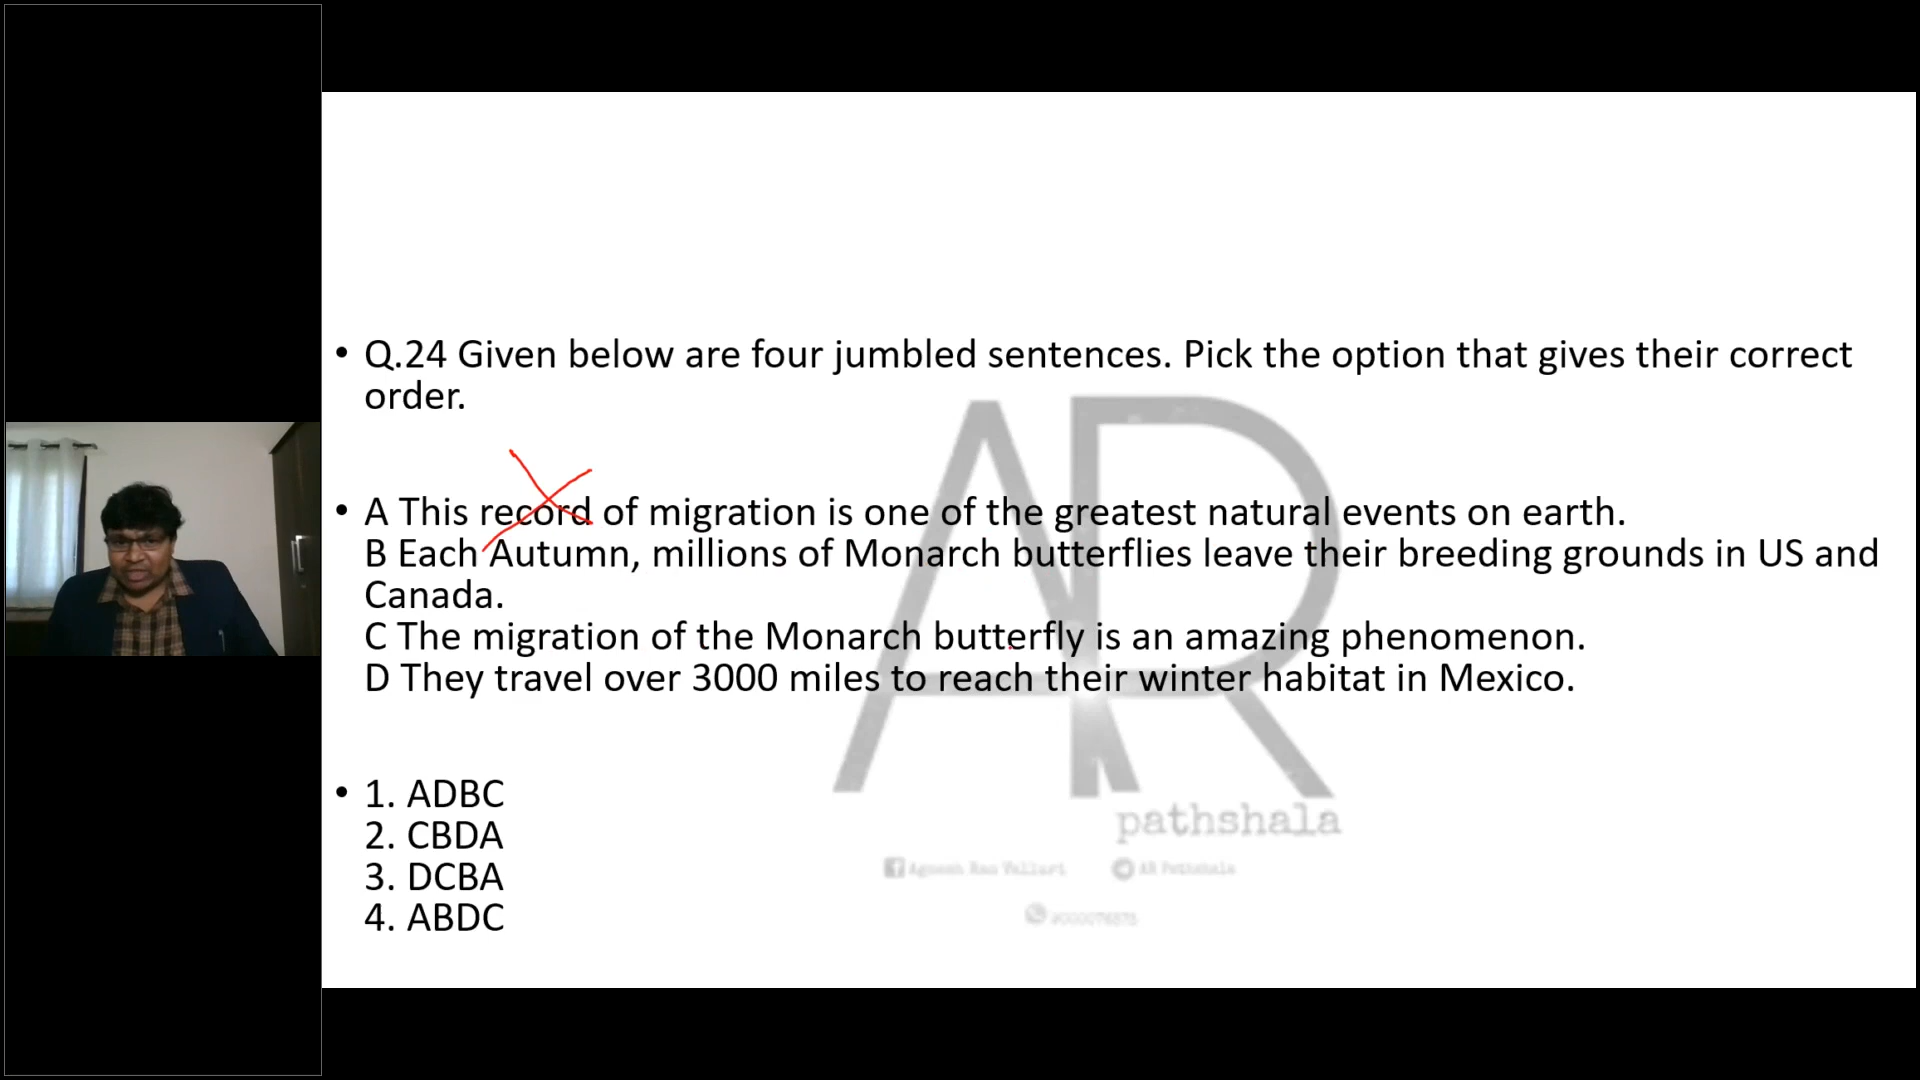 • Q.24 Given below are four jumbled sentences. Pick the option that gives their correct
order.
• A This record of migration is one of the greatest natural events on earth.
B Each Autumn, millions of Monarch butterflies leave their breeding grounds in US and
Canada.
C The migration of the Monarch butterfly is an amazing phenomenon.
D They travel over 3000 miles to reach their winter habitat in Mexico.
• 1. ADBC
2. CBDA
3. DCBA
4. ABDC
AR
pathshala
AR Pathshala